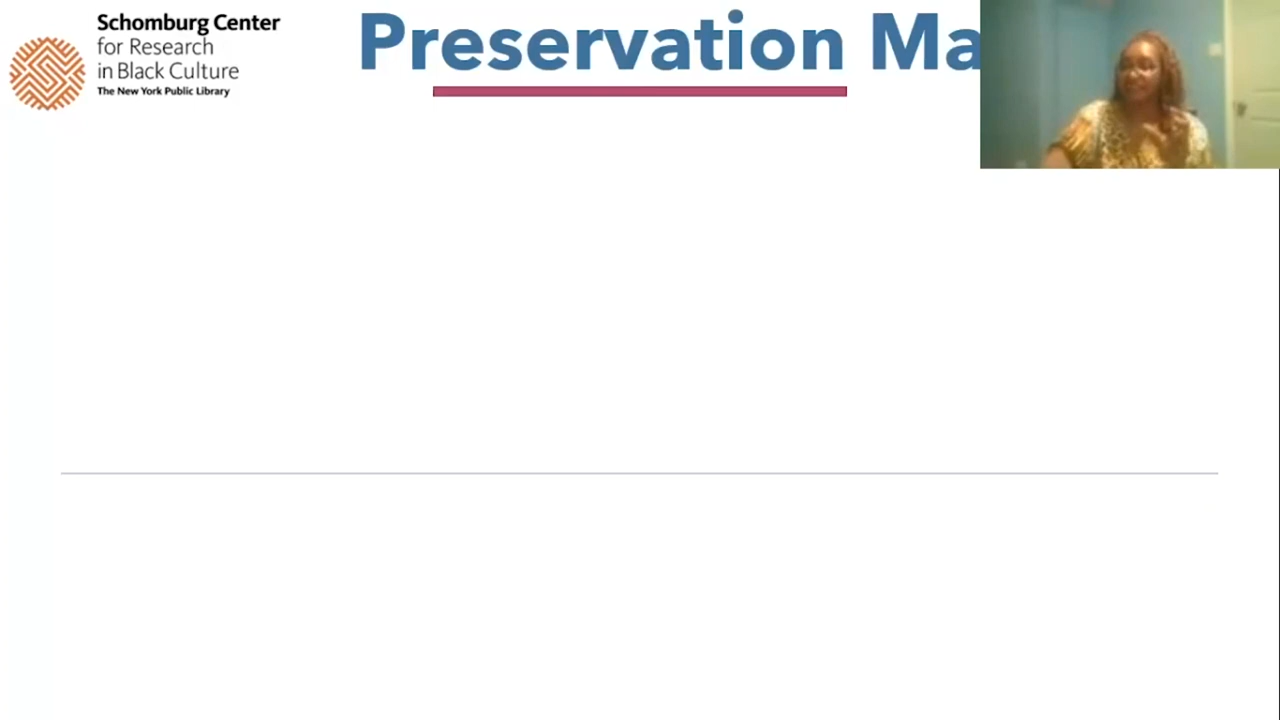 Schomburg Center
for Research
in Black Culture
The New York Public Library
Preservation Ma